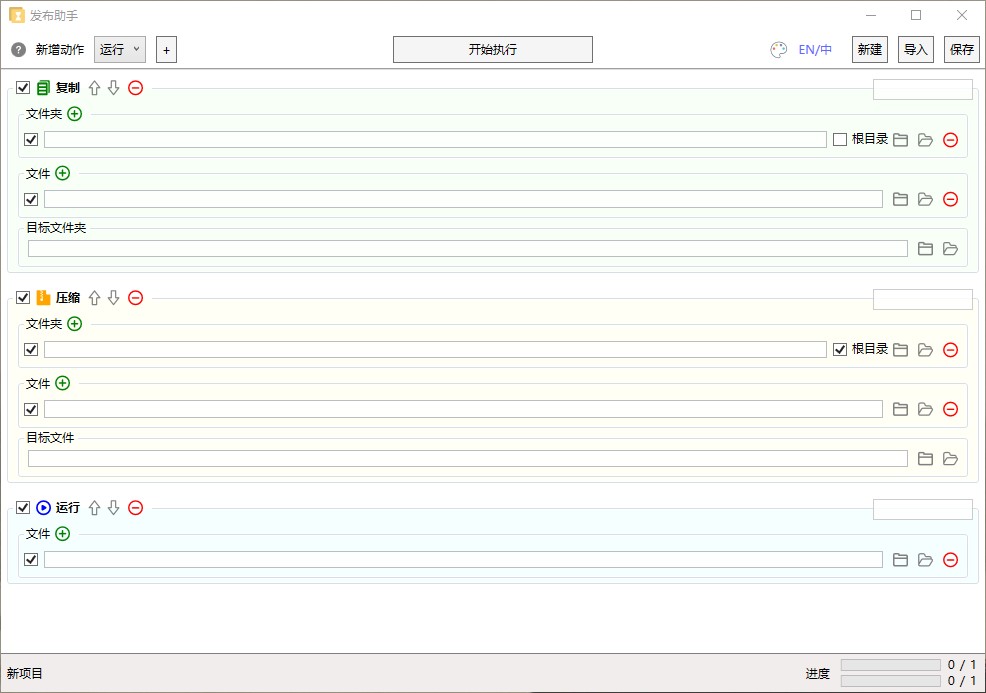 发布助手
? 新增动作 运行 + 开始执行 EN/中 新建 导入 保存
复制
文件夹
根目录
文件
目标文件夹
压缩
文件夹
根目录
文件
目标文件
运行
文件
新项目 进度 0 / 1
0 / 1